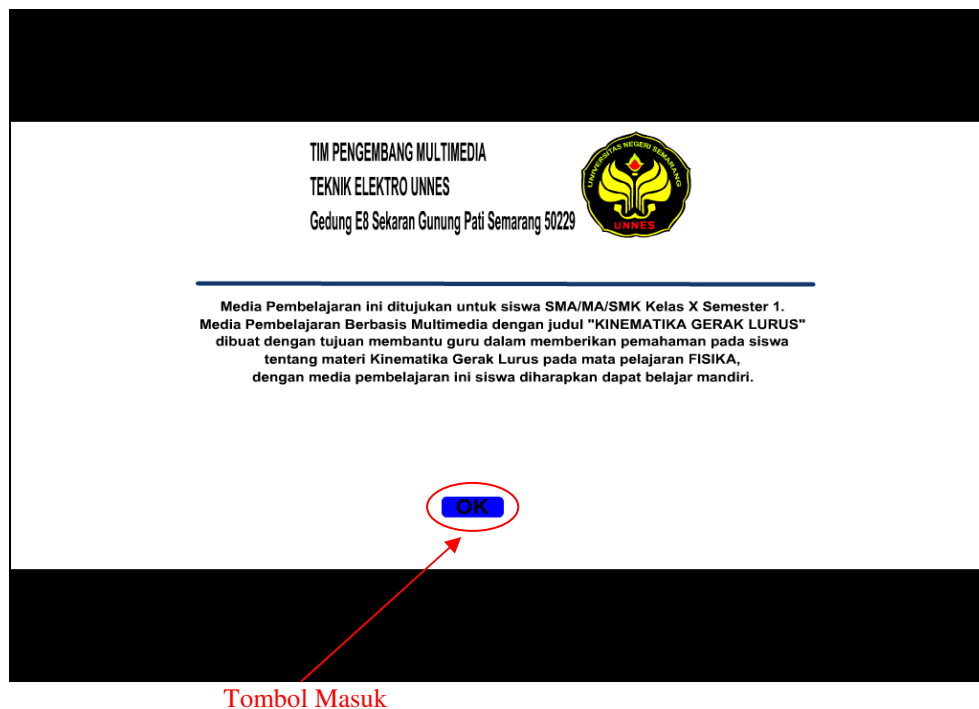 TIM PENGEMBANG MULTIMEDIA
TEKNIK ELEKTRO UNNES
Gedung E8 Sekaran Gunung Pati Semarang 50229
UNIVERSITAS NEGERI SEMARANG
UNNES
Media Pembelajaran ini ditujukan untuk siswa SMA/MA/SMK Kelas X Semester 1.
Media Pembelajaran Berbasis Multimedia dengan judul "KINEMATIKA GERAK LURUS"
dibuat dengan tujuan membantu guru dalam memberikan pemahaman pada siswa
tentang materi Kinematika Gerak Lurus pada mata pelajaran FISIKA,
dengan media pembelajaran ini siswa diharapkan dapat belajar mandiri.
OK
Tombol Masuk